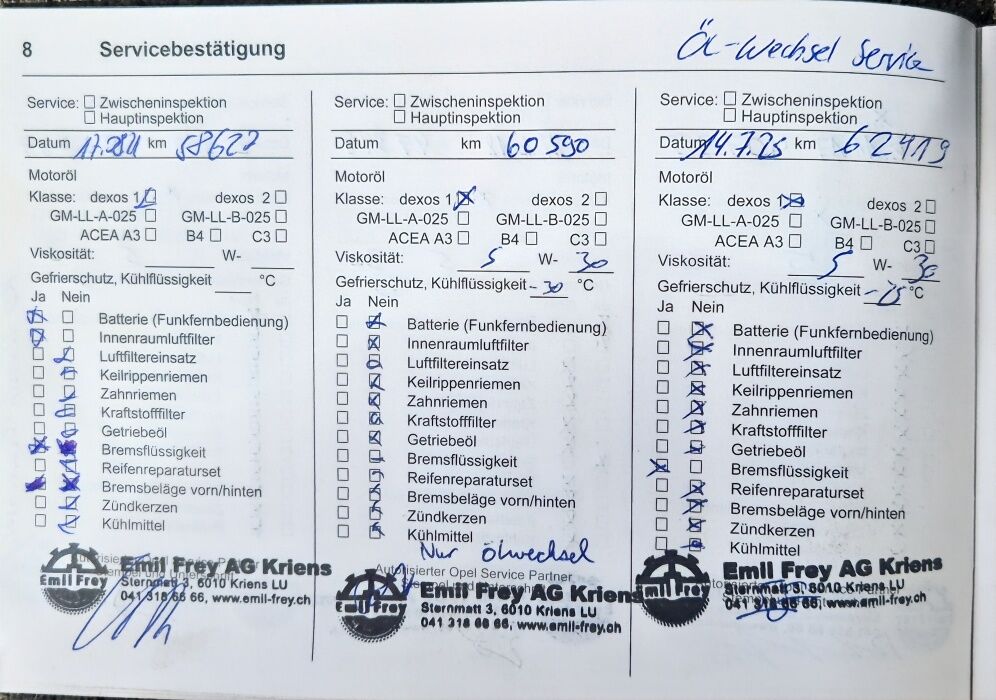 8 Servicebestätigung
Öl-Wechsel Service
Service: Zwischeninspektion
Hauptinspektion
Datum km 58622
Motoröl
Klasse: dexos 1 dexos 2
GM-LL-A-025 GM-LL-B-025
ACEA A3 B4 C3
Viskosität: W-
Gefrierschutz, Kühlflüssigkeit °C
Ja Nein
Batterie (Funkfernbedienung)
Innenraumluftfilter
Luftfiltereinsatz
Keilrippenriemen
Zahnriemen
Kraftstofffilter
Getriebeöl
Bremsflüssigkeit
Reifenreparaturset
Bremsbeläge vorn/hinten
Zündkerzen
Kühlmittel
Emil Frey
Emil Frey AG Kriens
Sternmatt 3, 6010 Kriens LU
041 318 66 66, www.emil-frey.ch
Service: Zwischeninspektion
Hauptinspektion
Datum km 60590
Motoröl
Klasse: dexos 1 dexos 2
GM-LL-A-025 GM-LL-B-025
ACEA A3 B4 C3
Viskosität: 5 W- 30
Gefrierschutz, Kühlflüssigkeit -30 °C
Ja Nein
Batterie (Funkfernbedienung)
Innenraumluftfilter
Luftfiltereinsatz
Keilrippenriemen
Zahnriemen
Kraftstofffilter
Getriebeöl
Bremsflüssigkeit
Reifenreparaturset
Bremsbeläge vorn/hinten
Zündkerzen
Kühlmittel
Nur ölwechsel
Autorisierter Opel Service Partner
Emil Frey
Emil Frey AG Kriens
Sternmatt 3, 6010 Kriens LU
041 318 66 66, www.emil-frey.ch
Service: Zwischeninspektion
Hauptinspektion
Datum 14.7.25 km 62419
Motoröl
Klasse: dexos 1 dexos 2
GM-LL-A-025 GM-LL-B-025
ACEA A3 B4 C3
Viskosität: 5 W- 30
Gefrierschutz, Kühlflüssigkeit -25 °C
Ja Nein
Batterie (Funkfernbedienung)
Innenraumluftfilter
Luftfiltereinsatz
Keilrippenriemen
Zahnriemen
Kraftstofffilter
Getriebeöl
Bremsflüssigkeit
Reifenreparaturset
Bremsbeläge vorn/hinten
Zündkerzen
Kühlmittel
Emil Frey
Emil Frey AG Kriens
Sternmatt 3, 6010 Kriens LU
041 318 66 66, www.emil-frey.ch